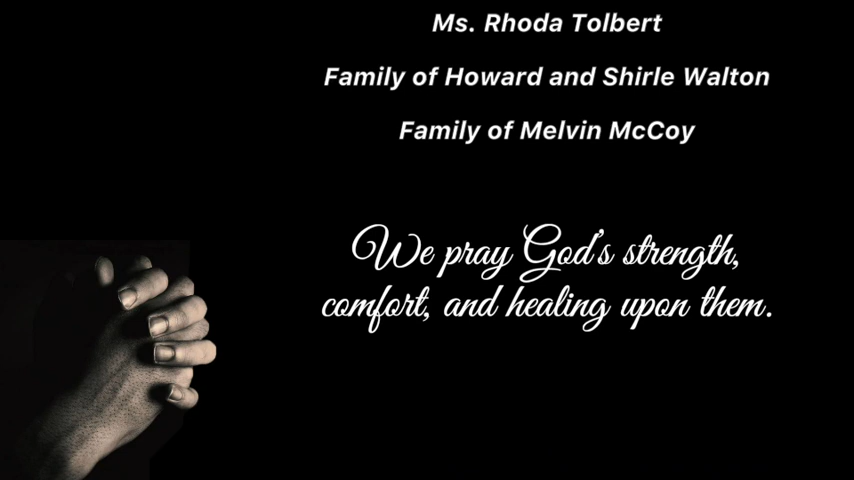 Ms. Rhoda Tolbert
Family of Howard and Shirle Walton
Family of Melvin McCoy
We pray God's strength,
comfort, and healing upon them.